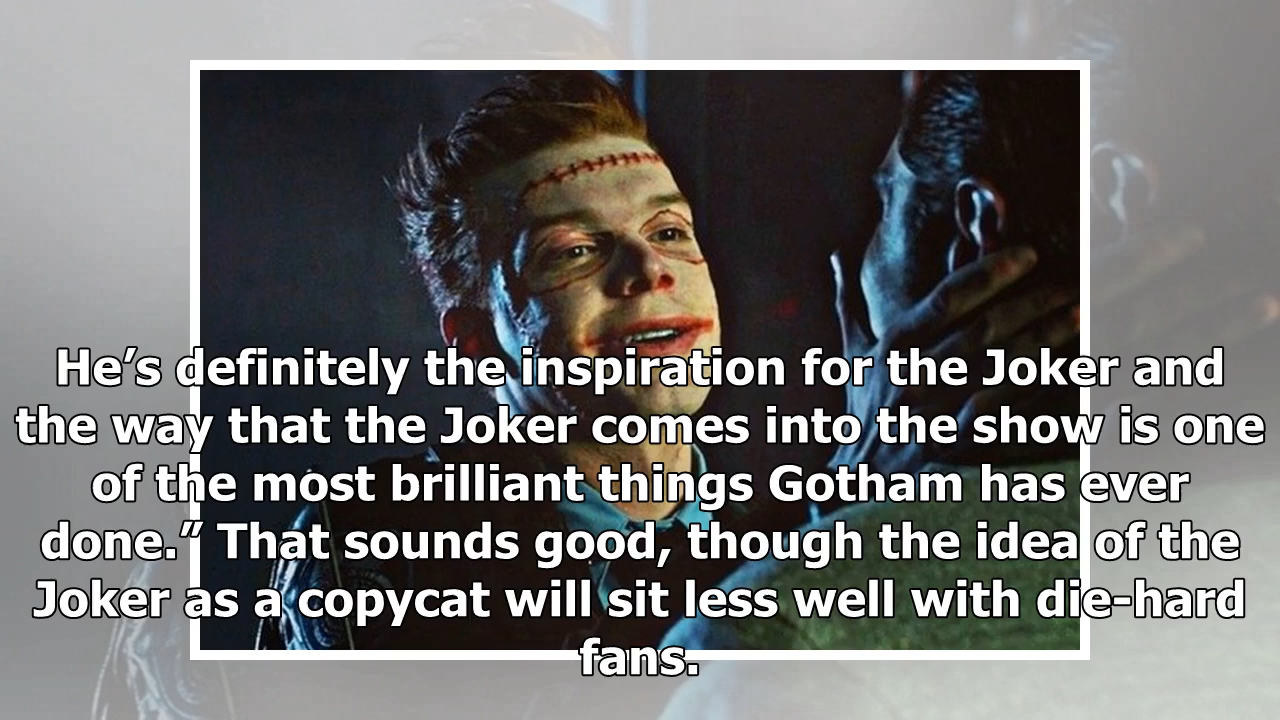 He’s definitely the inspiration for the Joker and
the way that the Joker comes into the show is one
of the most brilliant things Gotham has ever
done.” That sounds good, though the idea of the
Joker as a copycat will sit less well with die-hard
fans.